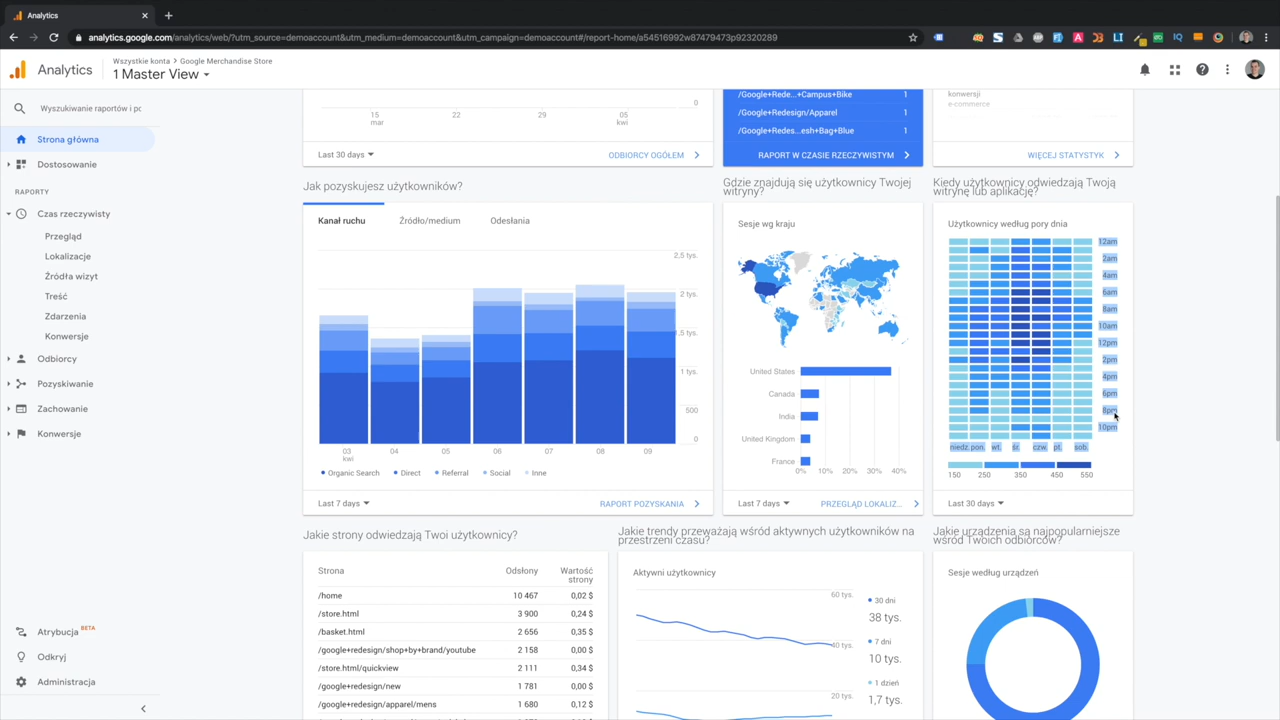 Analytics
analytics.google.com/analytics/web/?utm_source=demoaccount&utm_medium=demoaccount&utm_campaign=demoaccount#/report-home/a54516992w87479473p92320289
Analytics
Wszystkie konta > Google Merchandise Store
1 Master View
Wyszukiwanie raportów i pc
Strona główna
Dostosowanie
RAPORTY
Czas rzeczywisty
Przegląd
Lokalizacje
Źródła wizyt
Treść
Zdarzenia
Konwersje
Odbiorcy
Pozyskiwanie
Zachowanie
Konwersje
Atrybucja BETA
Odkryj
Administracja
0
15 22 29 05
mar kwi
Last 30 days
ODBIORCY OGÓŁEM
/Google+Rede...+Campus+Bike 1
/Google+Redesign/Apparel 1
/Google+Redes...esh+Bag+Blue 1
RAPORT W CZASIE RZECZYWISTYM
konwersji
e-commerce
WIĘCEJ STATYSTYK
Jak pozyskujesz użytkowników?
Kanał ruchu Źródło/medium Odesłania
2,5 tys.
2 tys.
1,5 tys.
1 tys.
500
0
03 04 05 06 07 08 09
kwi
Organic Search Direct Referral Social Inne
Last 7 days
RAPORT POZYSKANIA
Gdzie znajdują się użytkownicy Twojej
witryny?
Sesje wg kraju
United States
Canada
India
United Kingdom
France
0% 10% 20% 30% 40%
Last 7 days
PRZEGLĄD LOKALIZ...
Kiedy użytkownicy odwiedzają Twoją
witrynę lub aplikację?
Użytkownicy według pory dnia
12am
2am
4am
6am
8am
10am
12pm
2pm
4pm
6pm
8pm
10pm
niedz. pon. wt. śr. czw. pt. sob.
150 250 350 450 550
Last 30 days
Jakie strony odwiedzają Twoi użytkownicy?
Strona Odsłony Wartość
strony
/home 10 467 0,02 $
/store.html 3 900 0,24 $
/basket.html 2 656 0,35 $
/google+redesign/shop+by+brand/youtube 2 158 0,00 $
/store.html/quickview 2 111 0,34 $
/google+redesign/new 1 781 0,00 $
/google+redesign/apparel/mens 1 680 0,12 $
Jakie trendy przeważają wśród aktywnych użytkowników na
przestrzeni czasu?
Aktywni użytkownicy
60 tys.
40 tys.
20 tys.
30 dni
38 tys.
7 dni
10 tys.
1 dzień
1,7 tys.
Jakie urządzenia są najpopularniejsze
wśród Twoich odbiorców?
Sesje według urządzeń